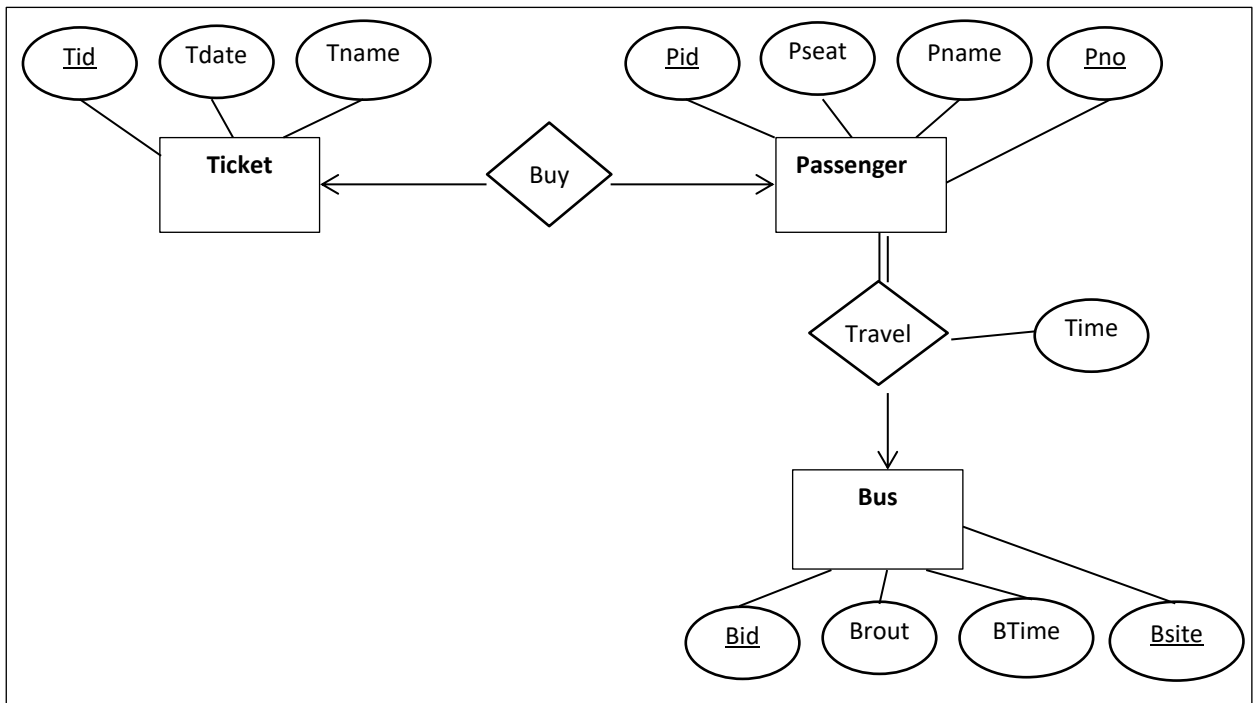 Tid
Tdate
Tname
Pid
Pseat
Pname
Pno
Ticket
Buy
Passenger
Travel
Time
Bus
Bid
Brout
BTime
Bsite